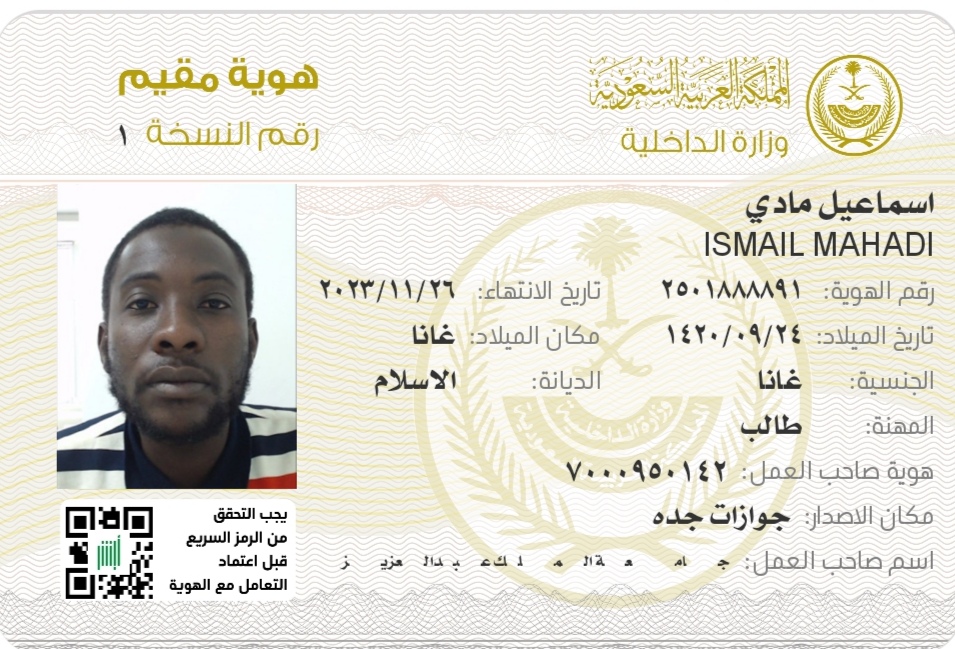 المملكة العربية السعودية
وزارة الداخلية
هوية مقيم
رقم النسخة ١
اسماعيل مادي
ISMAIL MAHADI
رقم الهوية: ٢٥٠١٨٨٨٨٩١ تاريخ الانتهاء: ٢٠٢٣/١١/٢٦
تاريخ الميلاد: ١٤٢٠/٠٩/٢٤ مكان الميلاد: غانا
الجنسية: غانا الديانة: الاسلام
المهنة: طالب
هوية صاحب العمل: ٧٠٠٠٩٥٠١٤٢
مكان الاصدار: جوازات جده
اسم صاحب العمل: جامعة الملك عبدالعزيز
يجب التحقق
من الرمز السريع
قبل اعتماد
التعامل مع الهوية
أبشر